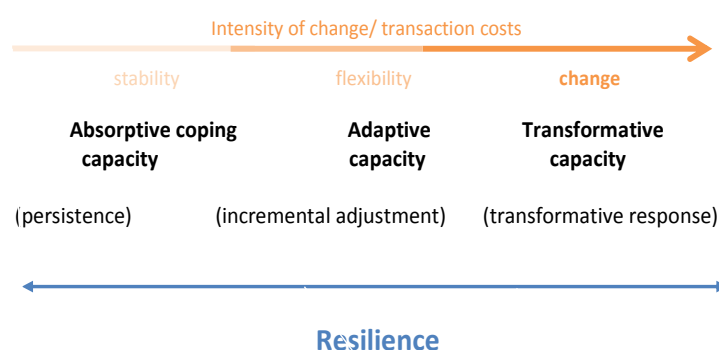 Intensity of change/ transaction costs
stability flexibility change
Absorptive coping Adaptive Transformative
capacity capacity capacity
(persistence) (incremental adjustment) (transformative response)
Resilience